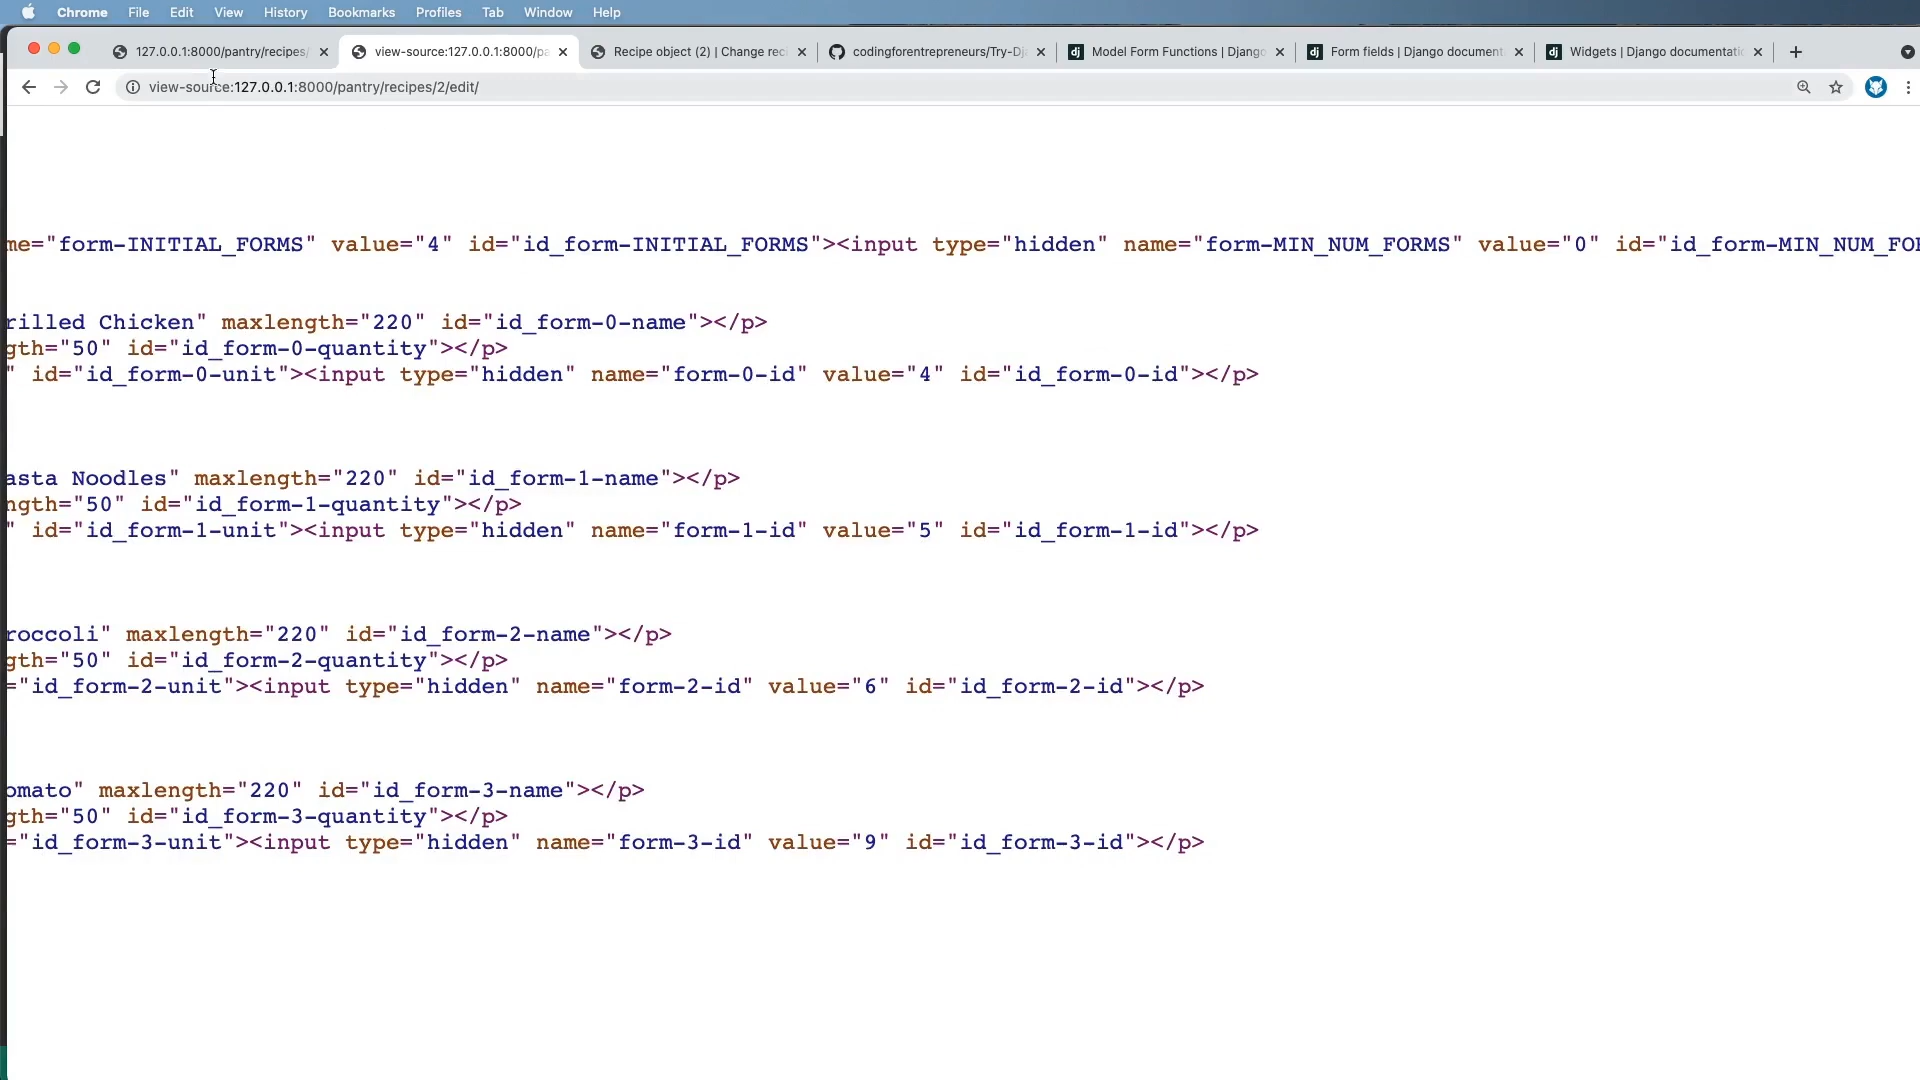 Chrome File Edit View History Bookmarks Profiles Tab Window Help
127.0.0.1:8000/pantry/recipes/ view-source:127.0.0.1:8000/pa Recipe object (2) | Change reci codingforentrepreneurs/Try-Dj Model Form Functions | Django Form fields | Django document Widgets | Django documentatio
view-source:127.0.0.1:8000/pantry/recipes/2/edit/
me="form-INITIAL_FORMS" value="4" id="id_form-INITIAL_FORMS"><input type="hidden" name="form-MIN_NUM_FORMS" value="0" id="id_form-MIN_NUM_FOR
rilled Chicken" maxlength="220" id="id_form-0-name"></p>
gth="50" id="id_form-0-quantity"></p>
" id="id_form-0-unit"><input type="hidden" name="form-0-id" value="4" id="id_form-0-id"></p>
asta Noodles" maxlength="220" id="id_form-1-name"></p>
ngth="50" id="id_form-1-quantity"></p>
" id="id_form-1-unit"><input type="hidden" name="form-1-id" value="5" id="id_form-1-id"></p>
roccoli" maxlength="220" id="id_form-2-name"></p>
gth="50" id="id_form-2-quantity"></p>
="id_form-2-unit"><input type="hidden" name="form-2-id" value="6" id="id_form-2-id"></p>
omato" maxlength="220" id="id_form-3-name"></p>
gth="50" id="id_form-3-quantity"></p>
="id_form-3-unit"><input type="hidden" name="form-3-id" value="9" id="id_form-3-id"></p>